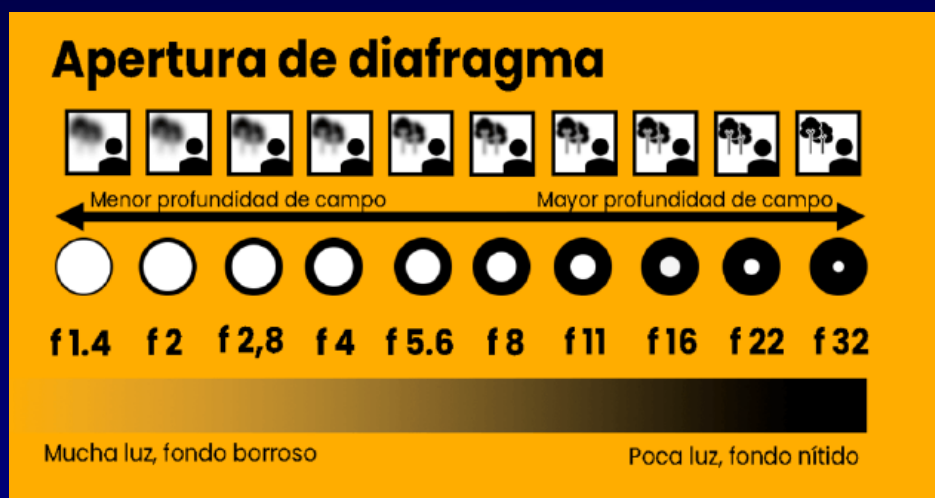 Apertura de diafragma
Menor profundidad de campo Mayor profundidad de campo
f 1.4 f 2 f 2,8 f 4 f 5.6 f 8 f 11 f 16 f 22 f 32
Mucha luz, fondo borroso Poca luz, fondo nítido